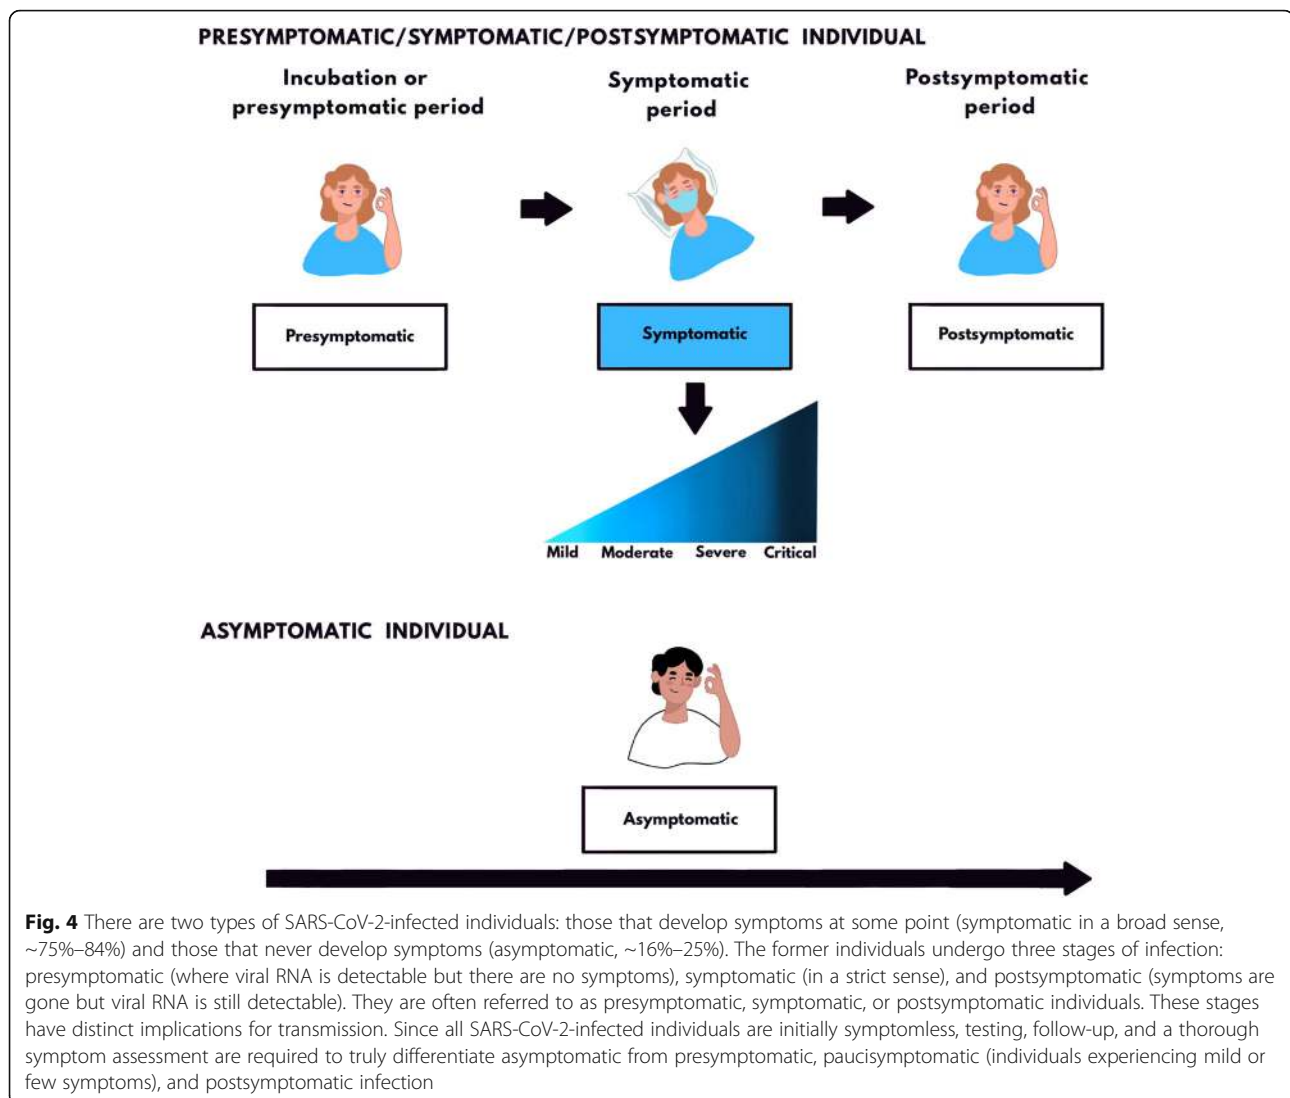 PRESYMPTOMATIC/SYMPTOMATIC/POSTSYMPTOMATIC INDIVIDUAL
Incubation or
presymptomatic period
Symptomatic
period
Postsymptomatic
period
Presymptomatic
Symptomatic
Postsymptomatic
Mild Moderate Severe Critical
ASYMPTOMATIC INDIVIDUAL
Asymptomatic
Fig. 4 There are two types of SARS-CoV-2-infected individuals: those that develop symptoms at some point (symptomatic in a broad sense,
~75%–84%) and those that never develop symptoms (asymptomatic, ~16%–25%). The former individuals undergo three stages of infection:
presymptomatic (where viral RNA is detectable but there are no symptoms), symptomatic (in a strict sense), and postsymptomatic (symptoms are
gone but viral RNA is still detectable). They are often referred to as presymptomatic, symptomatic, or postsymptomatic individuals. These stages
have distinct implications for transmission. Since all SARS-CoV-2-infected individuals are initially symptomless, testing, follow-up, and a thorough
symptom assessment are required to truly differentiate asymptomatic from presymptomatic, paucisymptomatic (individuals experiencing mild or
few symptoms), and postsymptomatic infection